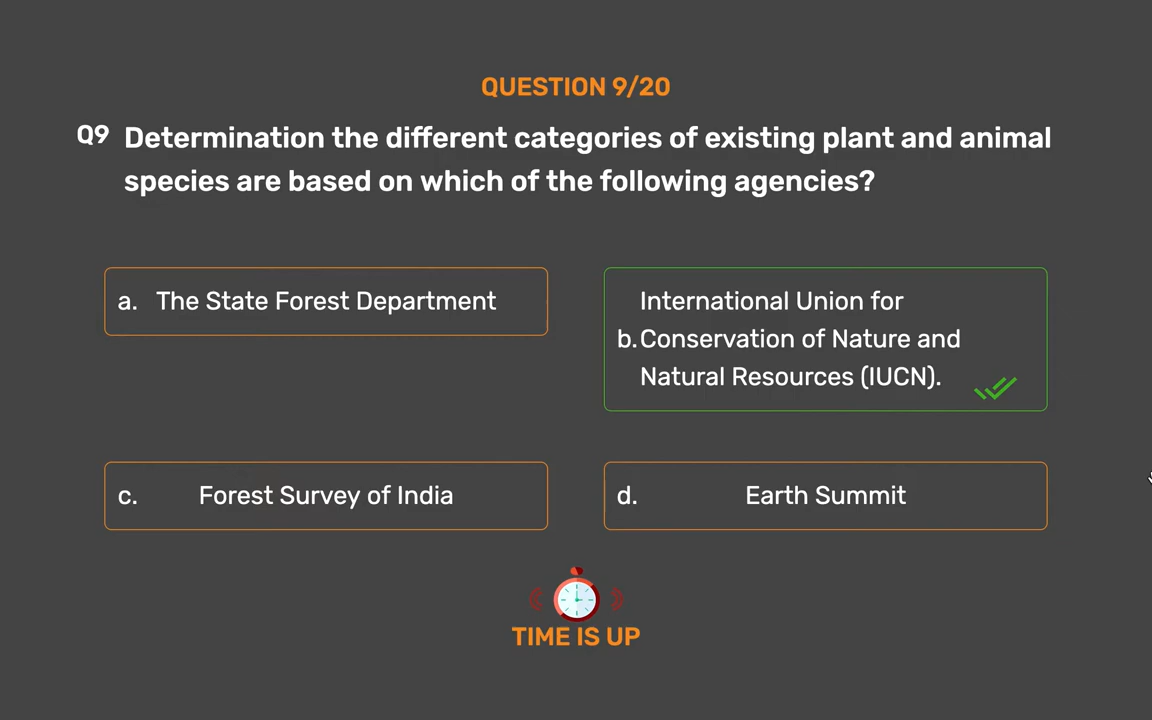 QUESTION 9/20
Q9 Determination the different categories of existing plant and animal
species are based on which of the following agencies?
a. The State Forest Department
International Union for
b. Conservation of Nature and
Natural Resources (IUCN).
c. Forest Survey of India
d. Earth Summit
TIME IS UP